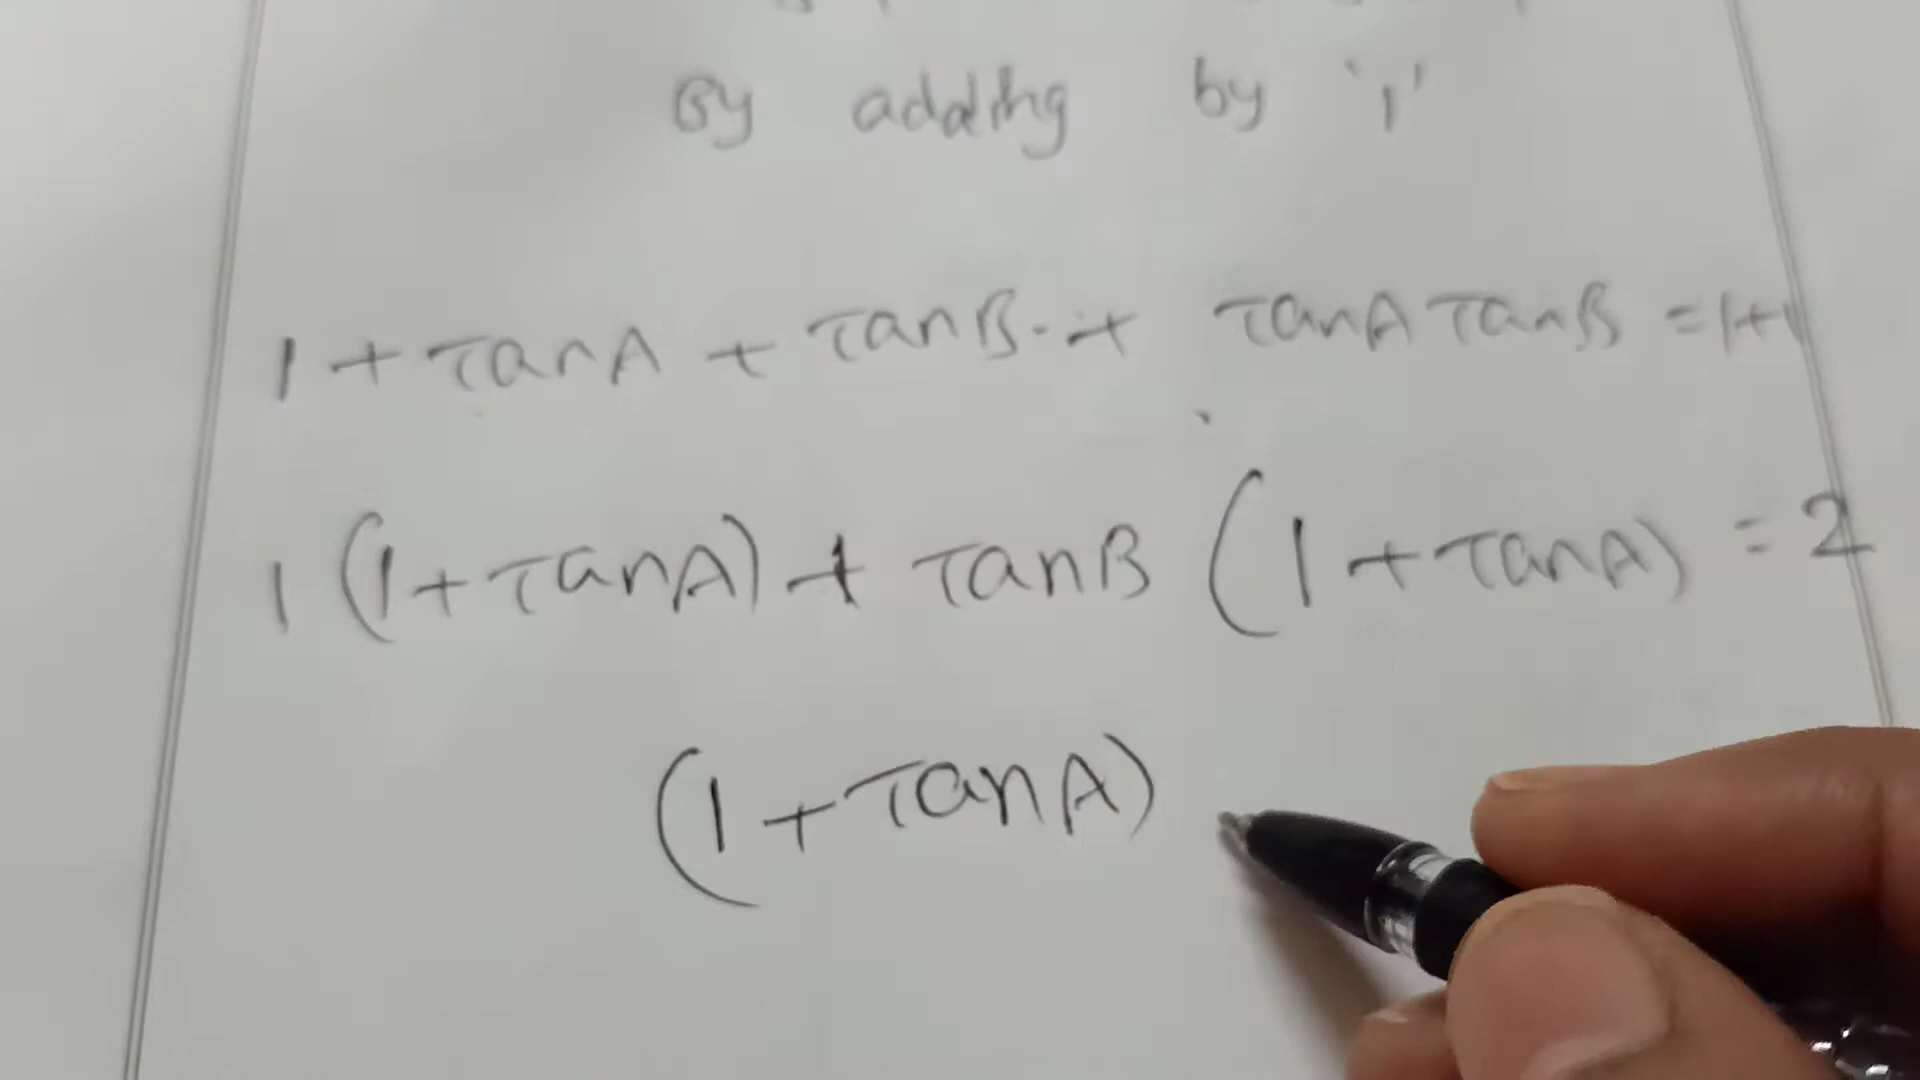 By adding by '1'
1 + TanA + TanB + TanA TanB = 1+1
1 (1+TanA) + TanB (1+TanA) = 2
(1+TanA)